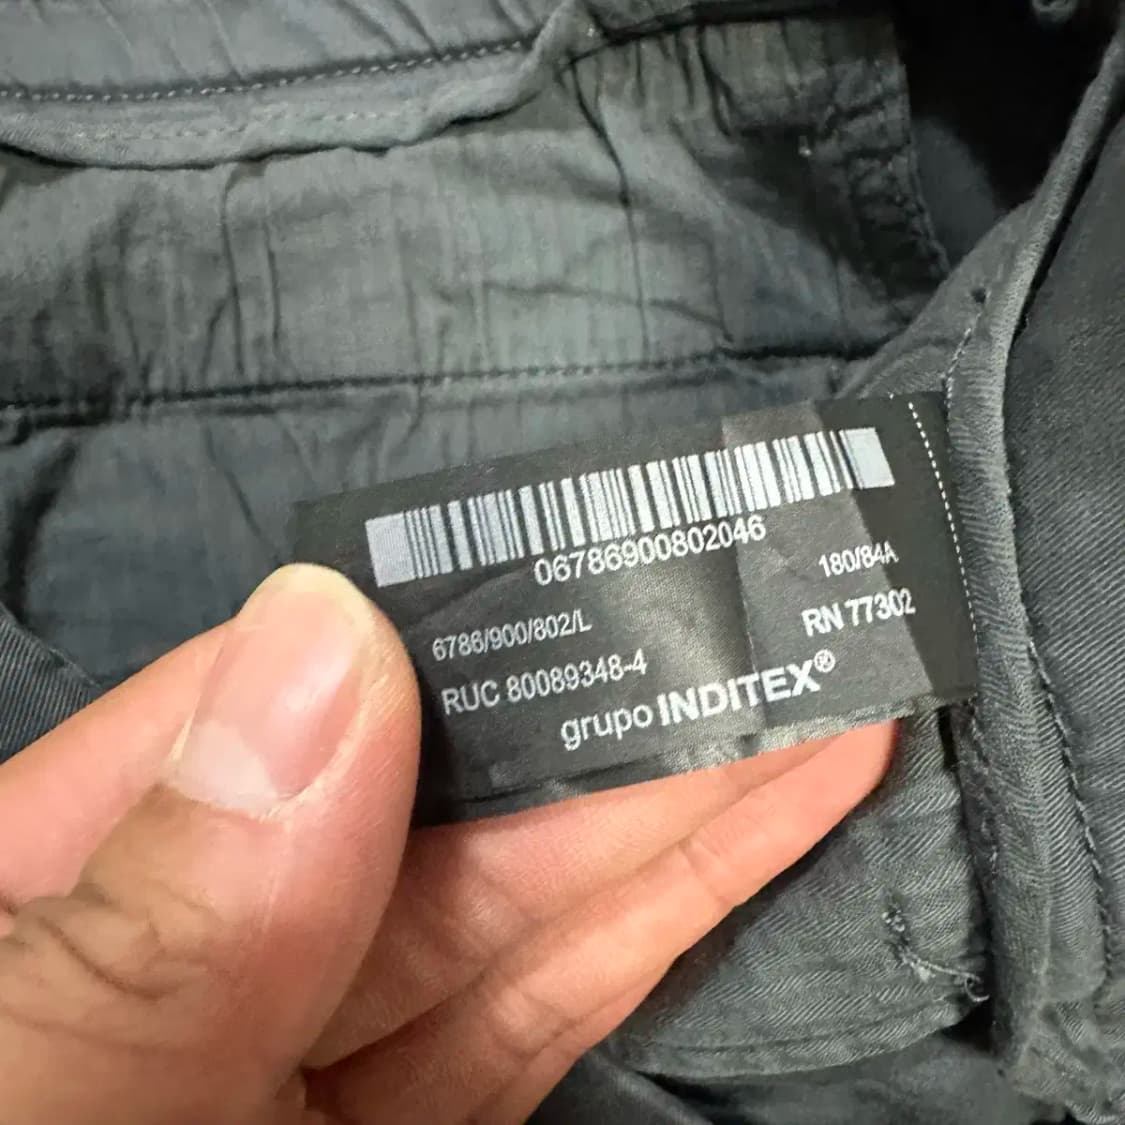 06786900802046
180/84A
6786/900/802/L
RN 77302
RUC 80089348-4
grupo INDITEX®